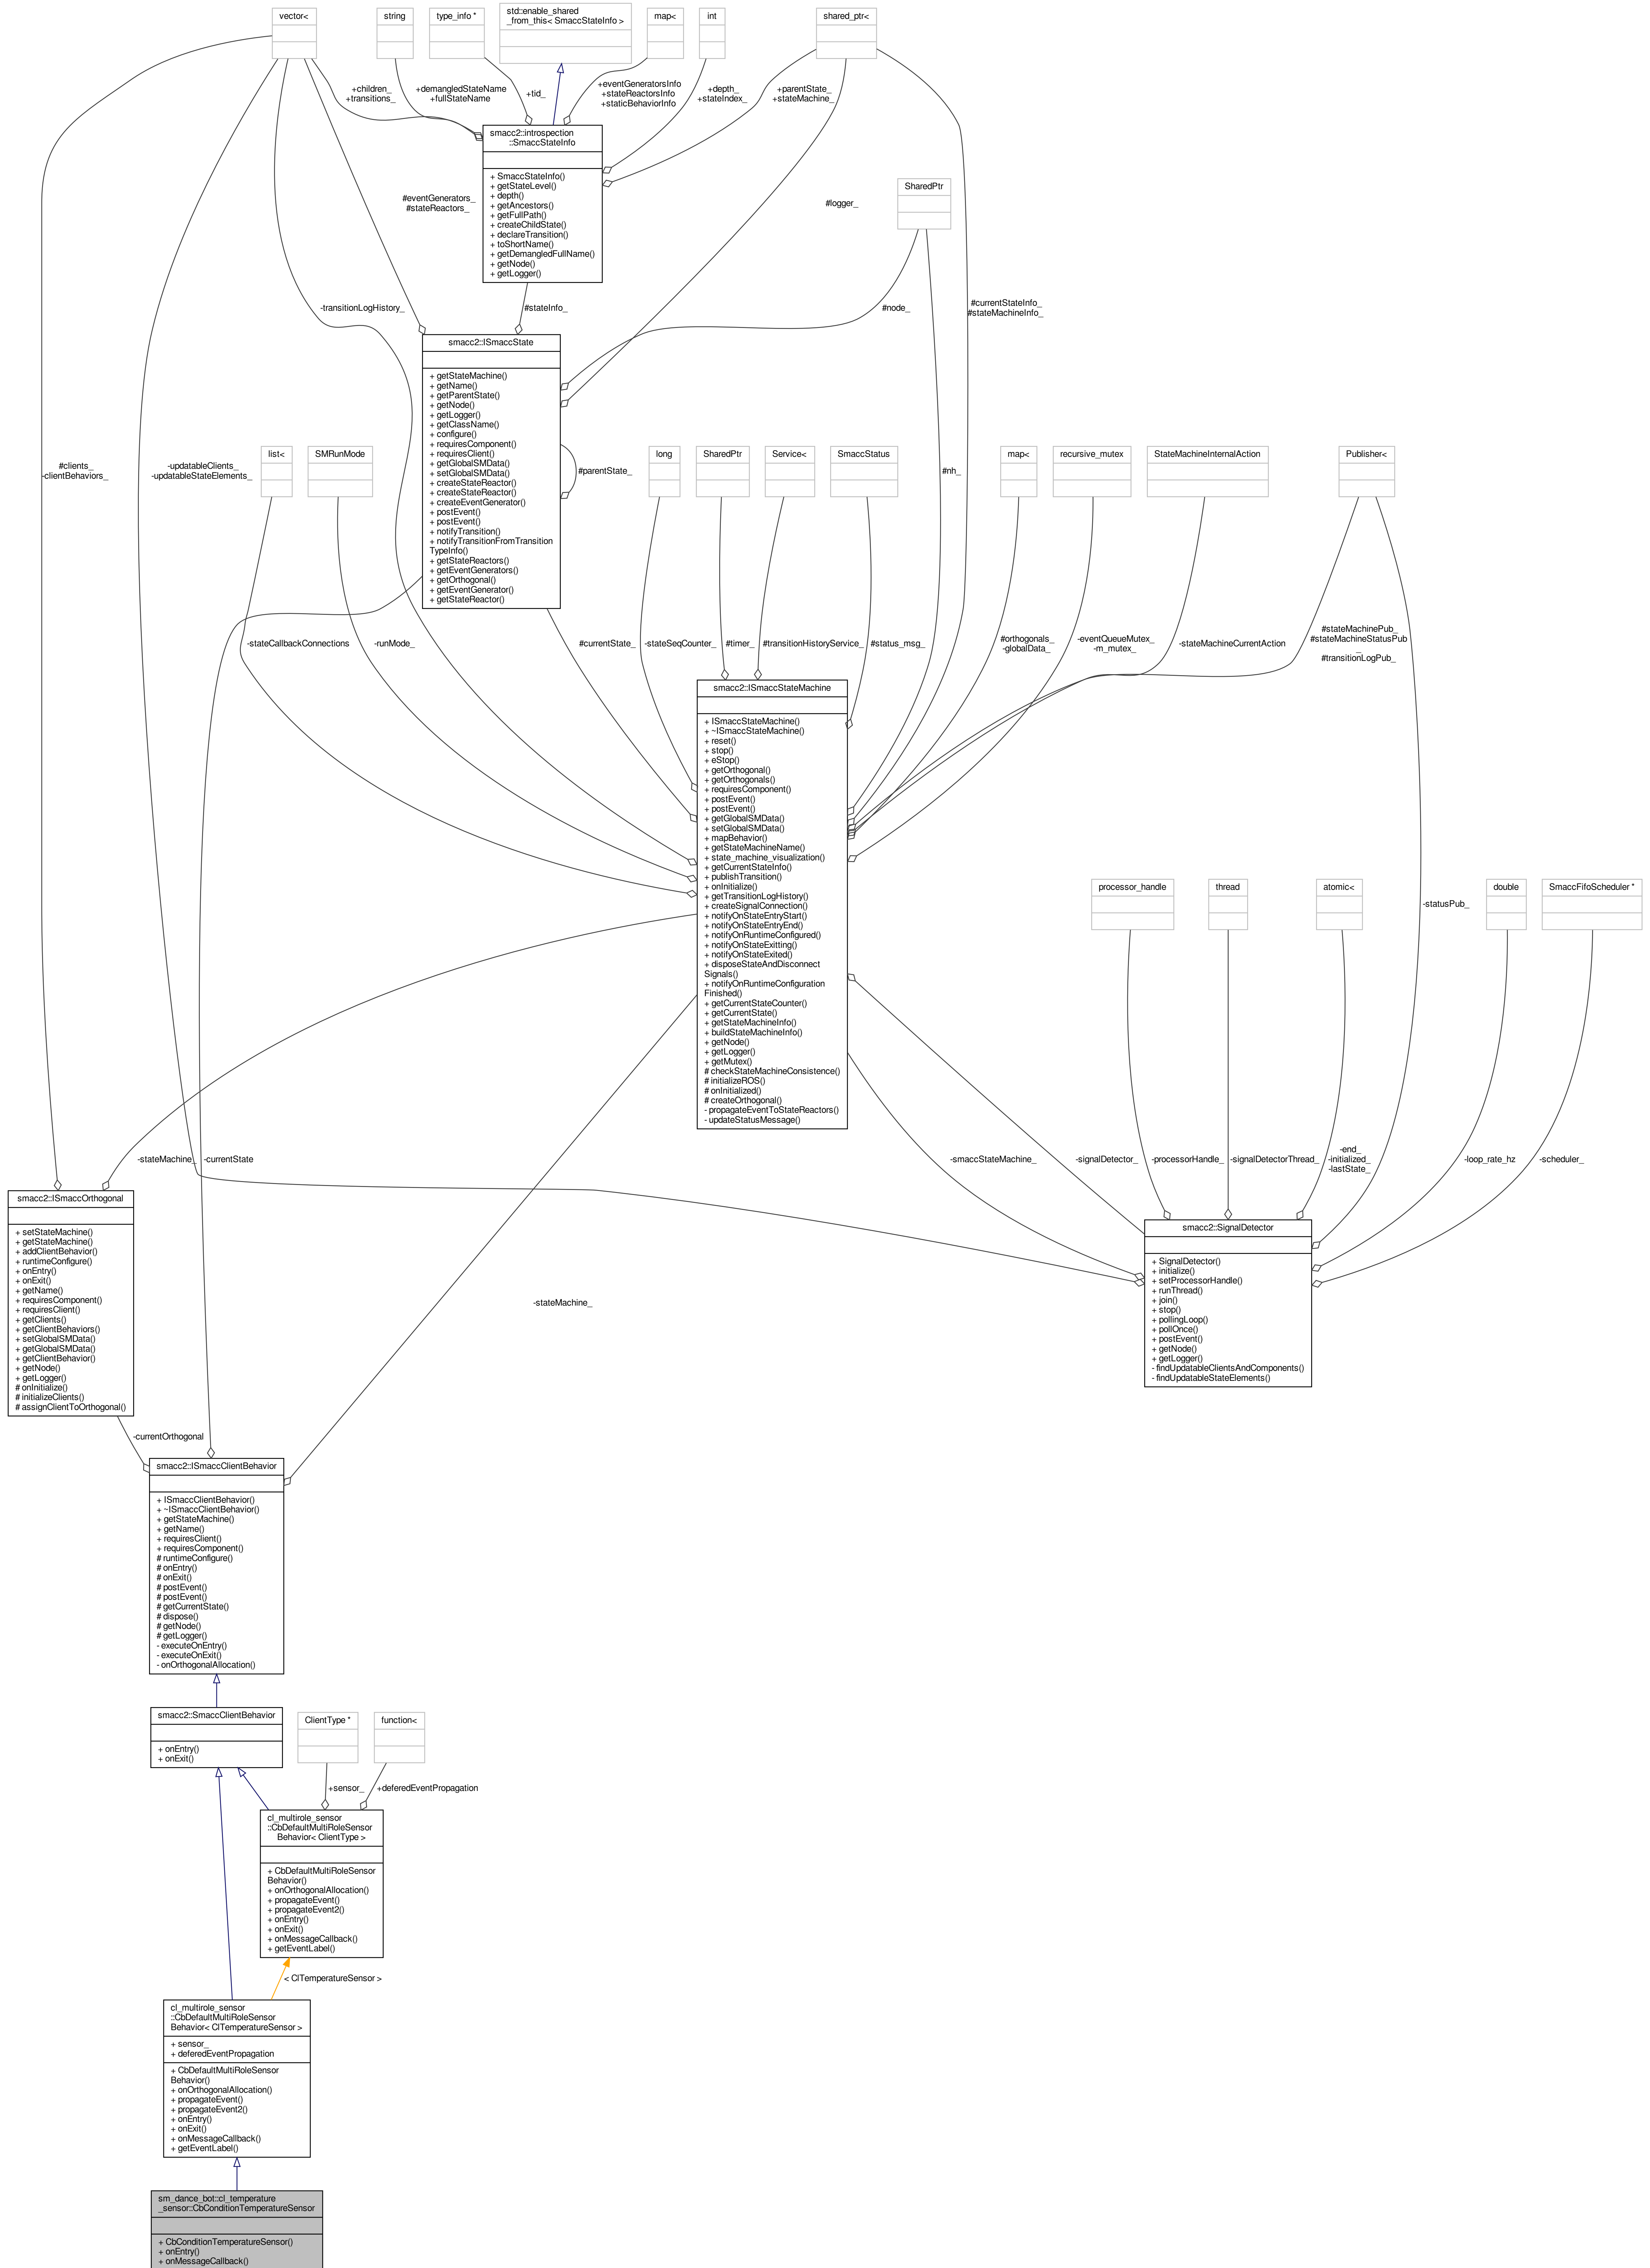 vector<
string
type_info *
std::enable_shared
_from_this< SmaccStateInfo >
map<
int
shared_ptr<
+children_
+transitions_
+demangledStateName
+fullStateName
+tid_
+eventGeneratorsInfo
+stateReactorsInfo
+staticBehaviorInfo
+depth_
+stateIndex_
+parentState_
+stateMachine_
smacc2::introspection
::SmaccStateInfo
+ SmaccStateInfo()
+ getStateLevel()
+ depth()
+ getAncestors()
+ getFullPath()
+ createChildState()
+ declareTransition()
+ toShortName()
+ getDemangledFullName()
+ getNode()
+ getLogger()
#eventGenerators_
#stateReactors_
#logger_
SharedPtr
-transitionLogHistory_
#stateInfo_
#node_
#currentStateInfo_
#stateMachineInfo_
smacc2::ISmaccState
+ getStateMachine()
+ getName()
+ getParentState()
+ getNode()
+ getLogger()
+ getClassName()
+ configure()
+ requiresComponent()
+ requiresClient()
+ getGlobalSMData()
+ setGlobalSMData()
+ createStateReactor()
+ createStateReactor()
+ createEventGenerator()
+ postEvent()
+ postEvent()
+ notifyTransition()
+ notifyTransitionFromTransition
TypeInfo()
+ getStateReactors()
+ getEventGenerators()
+ getOrthogonal()
+ getEventGenerator()
+ getStateReactor()
#parentState_
#clients_
-clientBehaviors_
-updatableClients_
-updatableStateElements_
list<
SMRunMode
long
SharedPtr
Service<
SmaccStatus
#nh_
map<
recursive_mutex
StateMachineInternalAction
Publisher<
-stateCallbackConnections
-runMode_
#currentState_
-stateSeqCounter_
#timer_
#transitionHistoryService_
#status_msg_
#orthogonals_
-globalData_
-eventQueueMutex_
-m_mutex_
-stateMachineCurrentAction
#stateMachinePub_
#stateMachineStatusPub
_
#transitionLogPub_
smacc2::ISmaccStateMachine
+ ISmaccStateMachine()
+ ~ISmaccStateMachine()
+ reset()
+ stop()
+ eStop()
+ getOrthogonal()
+ getOrthogonals()
+ requiresComponent()
+ postEvent()
+ postEvent()
+ getGlobalSMData()
+ setGlobalSMData()
+ mapBehavior()
+ getStateMachineName()
+ state_machine_visualization()
+ getCurrentStateInfo()
+ publishTransition()
+ onInitialize()
+ getTransitionLogHistory()
+ createSignalConnection()
+ notifyOnStateEntryStart()
+ notifyOnStateEntryEnd()
+ notifyOnRuntimeConfigured()
+ notifyOnStateExitting()
+ notifyOnStateExited()
+ disposeStateAndDisconnect
Signals()
+ notifyOnRuntimeConfiguration
Finished()
+ getCurrentStateCounter()
+ getCurrentState()
+ getStateMachineInfo()
+ buildStateMachineInfo()
+ getNode()
+ getLogger()
+ getMutex()
# checkStateMachineConsistence()
# initializeROS()
# onInitialized()
# createOrthogonal()
- propagateEventToStateReactors()
- updateStatusMessage()
processor_handle
thread
atomic<
-statusPub_
double
SmaccFifoScheduler *
-stateMachine_
-currentState
-smaccStateMachine_
-signalDetector_
-processorHandle_
-signalDetectorThread_
-end_
-initialized_
-lastState_
-loop_rate_hz
-scheduler_
smacc2::ISmaccOrthogonal
+ setStateMachine()
+ getStateMachine()
+ addClientBehavior()
+ runtimeConfigure()
+ onEntry()
+ onExit()
+ getName()
+ requiresComponent()
+ requiresClient()
+ getClients()
+ getClientBehaviors()
+ setGlobalSMData()
+ getGlobalSMData()
+ getClientBehavior()
+ getNode()
+ getLogger()
# onInitialize()
# initializeClients()
# assignClientToOrthogonal()
smacc2::SignalDetector
+ SignalDetector()
+ initialize()
+ setProcessorHandle()
+ runThread()
+ join()
+ stop()
+ pollingLoop()
+ pollOnce()
+ postEvent()
+ getNode()
+ getLogger()
- findUpdatableClientsAndComponents()
- findUpdatableStateElements()
-stateMachine_
-currentOrthogonal
smacc2::ISmaccClientBehavior
+ ISmaccClientBehavior()
+ ~ISmaccClientBehavior()
+ getStateMachine()
+ getName()
+ requiresClient()
+ requiresComponent()
# runtimeConfigure()
# onEntry()
# onExit()
# postEvent()
# postEvent()
# getCurrentState()
# dispose()
# getNode()
# getLogger()
- executeOnEntry()
- executeOnExit()
- onOrthogonalAllocation()
smacc2::SmaccClientBehavior
+ onEntry()
+ onExit()
ClientType *
function<
+sensor_
+deferedEventPropagation
cl_multirole_sensor
::CbDefaultMultiRoleSensor
Behavior< ClientType >
+ CbDefaultMultiRoleSensor
Behavior()
+ onOrthogonalAllocation()
+ propagateEvent()
+ propagateEvent2()
+ onEntry()
+ onExit()
+ onMessageCallback()
+ getEventLabel()
< ClTemperatureSensor >
cl_multirole_sensor
::CbDefaultMultiRoleSensor
Behavior< ClTemperatureSensor >
+ sensor_
+ deferedEventPropagation
+ CbDefaultMultiRoleSensor
Behavior()
+ onOrthogonalAllocation()
+ propagateEvent()
+ propagateEvent2()
+ onEntry()
+ onExit()
+ onMessageCallback()
+ getEventLabel()
sm_dance_bot::cl_temperature
_sensor::CbConditionTemperatureSensor
+ CbConditionTemperatureSensor()
+ onEntry()
+ onMessageCallback()